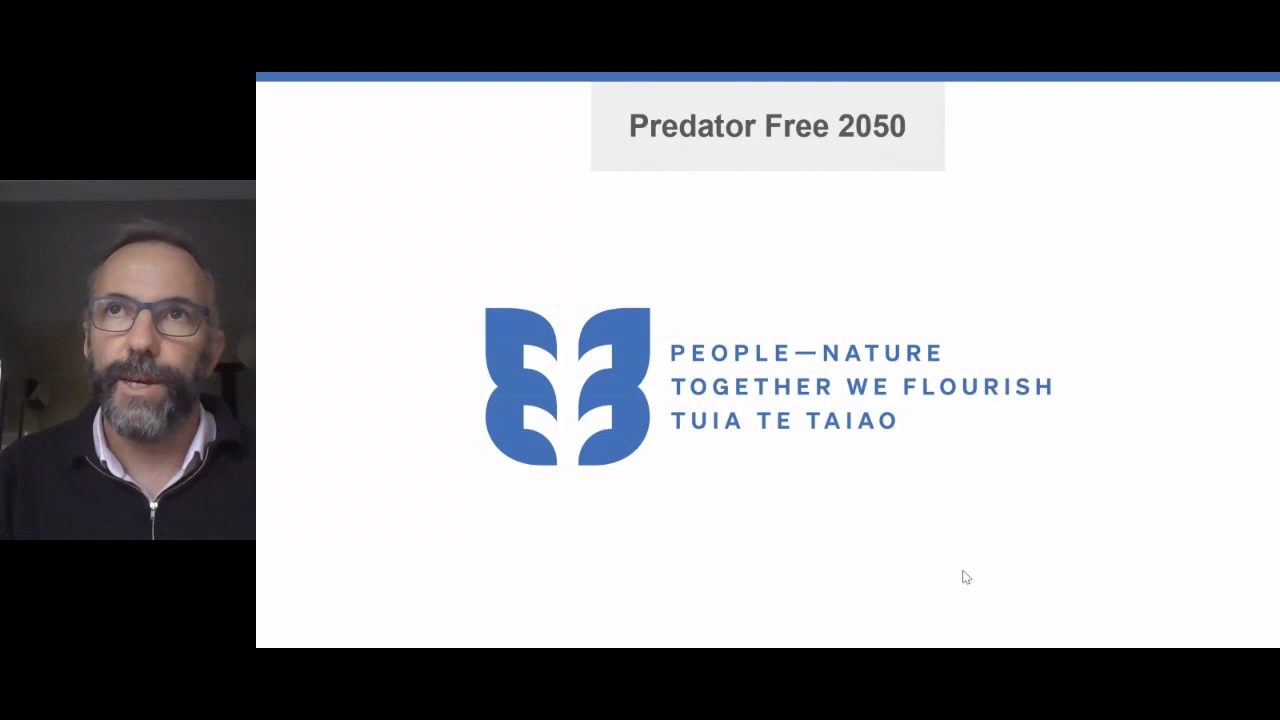 Predator Free 2050
PEOPLE—NATURE
TOGETHER WE FLOURISH
TUIA TE TAIAO